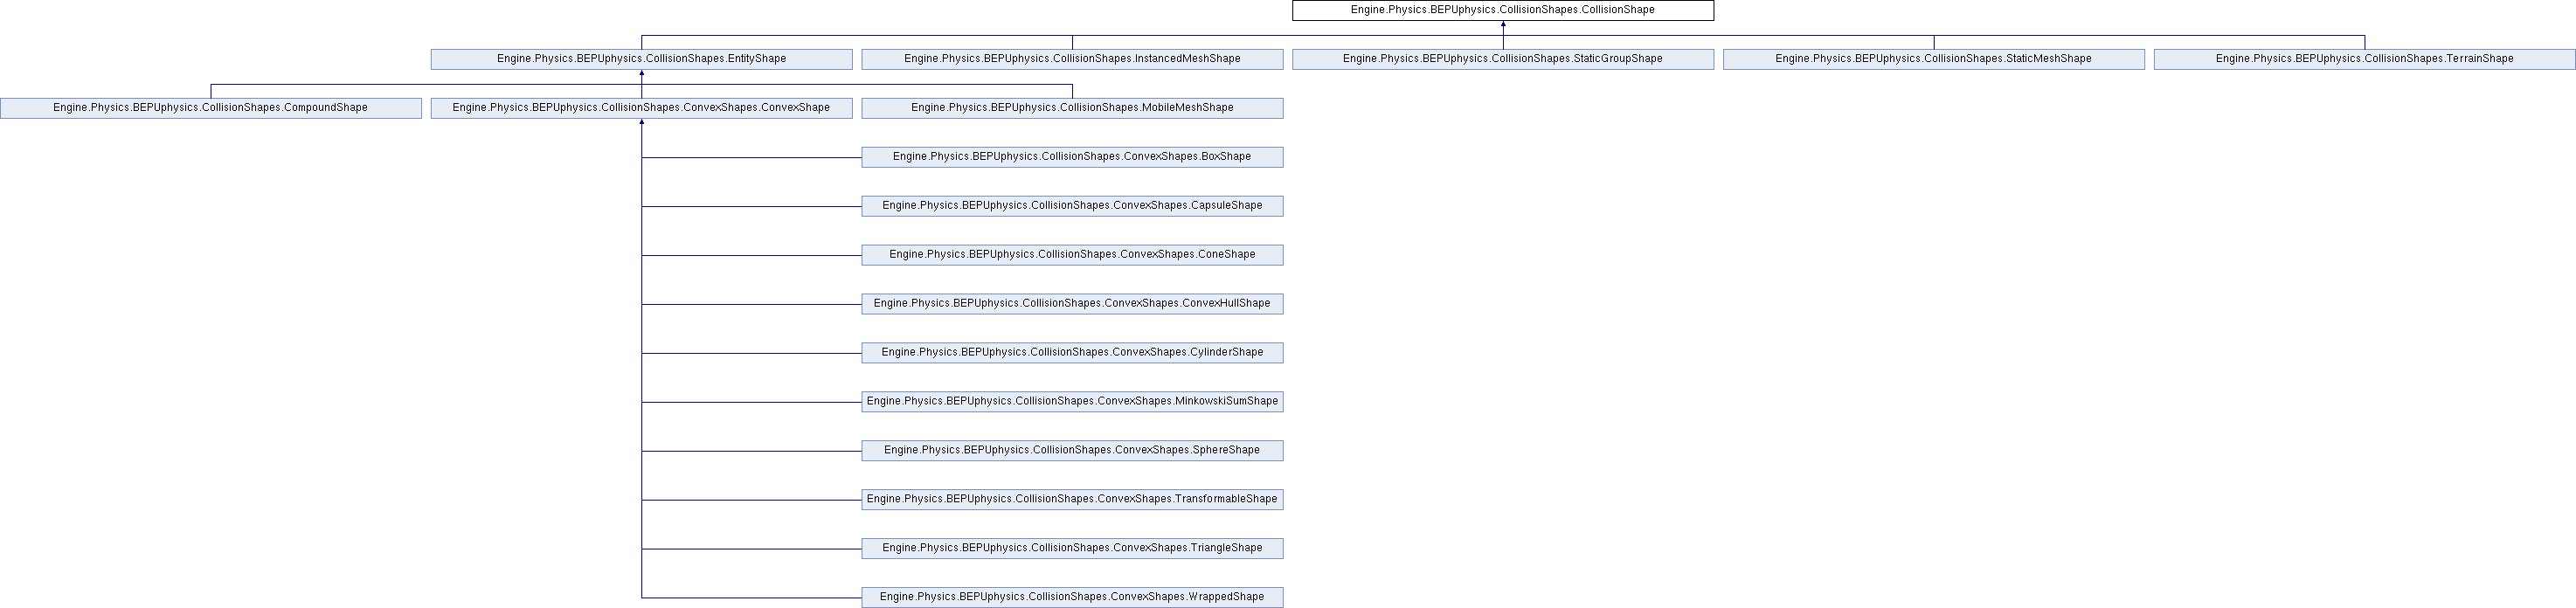 Engine.Physics.BEPUphysics.CollisionShapes.CollisionShape
Engine.Physics.BEPUphysics.CollisionShapes.EntityShape
Engine.Physics.BEPUphysics.CollisionShapes.InstancedMeshShape
Engine.Physics.BEPUphysics.CollisionShapes.StaticGroupShape
Engine.Physics.BEPUphysics.CollisionShapes.StaticMeshShape
Engine.Physics.BEPUphysics.CollisionShapes.TerrainShape
Engine.Physics.BEPUphysics.CollisionShapes.CompoundShape
Engine.Physics.BEPUphysics.CollisionShapes.ConvexShapes.ConvexShape
Engine.Physics.BEPUphysics.CollisionShapes.MobileMeshShape
Engine.Physics.BEPUphysics.CollisionShapes.ConvexShapes.BoxShape
Engine.Physics.BEPUphysics.CollisionShapes.ConvexShapes.CapsuleShape
Engine.Physics.BEPUphysics.CollisionShapes.ConvexShapes.ConeShape
Engine.Physics.BEPUphysics.CollisionShapes.ConvexShapes.ConvexHullShape
Engine.Physics.BEPUphysics.CollisionShapes.ConvexShapes.CylinderShape
Engine.Physics.BEPUphysics.CollisionShapes.ConvexShapes.MinkowskiSumShape
Engine.Physics.BEPUphysics.CollisionShapes.ConvexShapes.SphereShape
Engine.Physics.BEPUphysics.CollisionShapes.ConvexShapes.TransformableShape
Engine.Physics.BEPUphysics.CollisionShapes.ConvexShapes.TriangleShape
Engine.Physics.BEPUphysics.CollisionShapes.ConvexShapes.WrappedShape